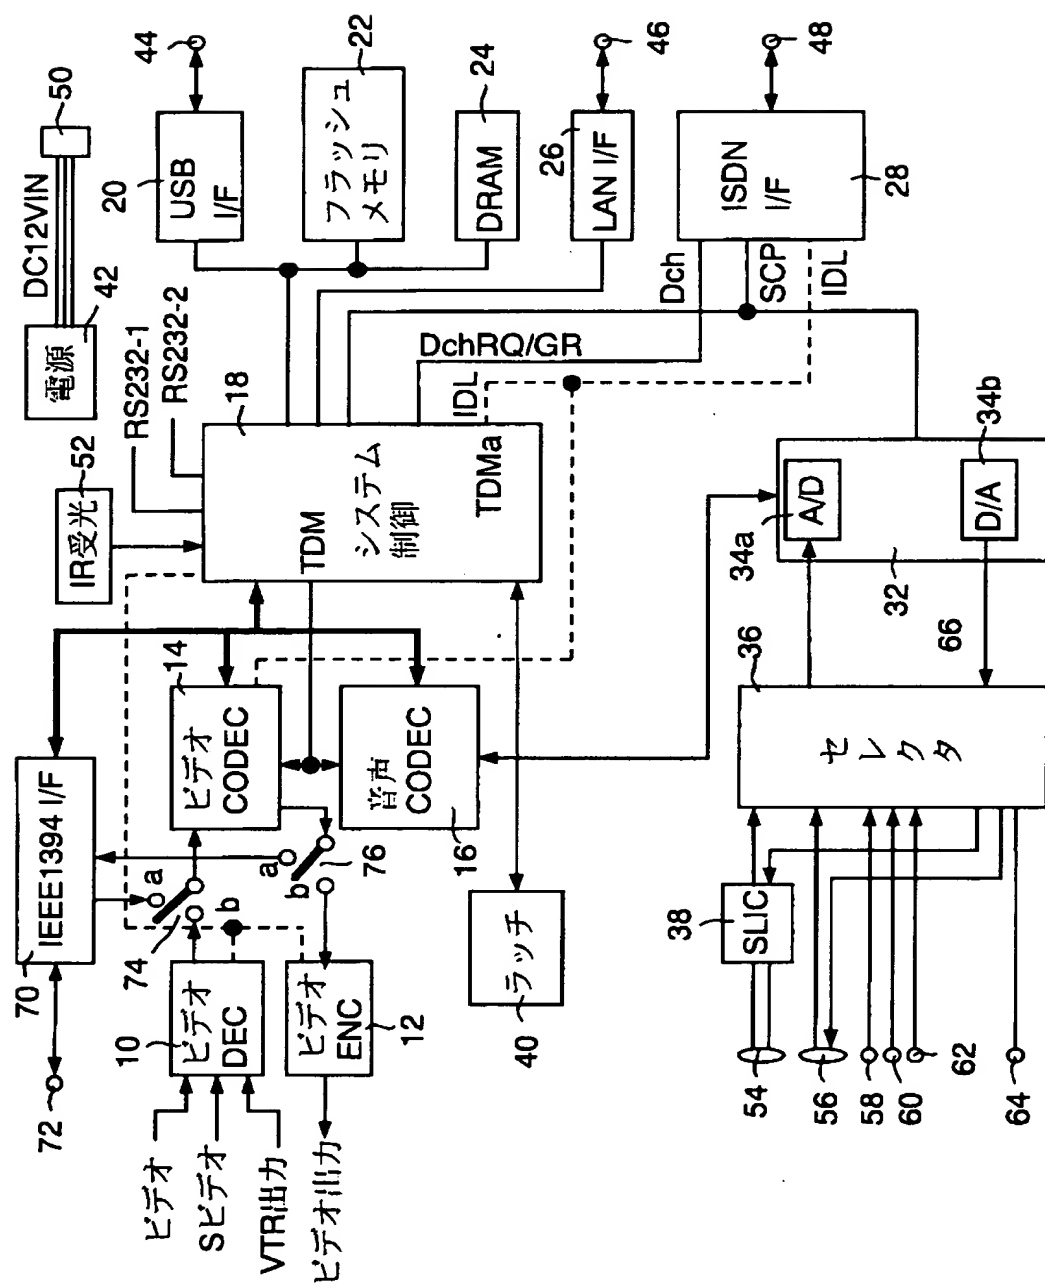 44
50
DC12VIN
42
電源
20
USB
I/F
22
フラッシュ
メモリ
24
DRAM
46
26
LAN I/F
48
ISDN
I/F
28
Dch
SCP
IDL
DchRQ/GR
RS232-1
RS232-2
52
IR受光
18
TDM
システム
制御
IDL
TDMa
34b
A/D
34a
D/A
32
66
36
セレクタ
14
ビデオ
CODEC
音声
CODEC
16
70
IEEE1394 I/F
72
74
a
b
a
b
76
10
ビデオ
DEC
ビデオ
ENC
12
ラッチ
40
38
SLIC
54
56
58
60
62
64
ビデオ
Sビデオ
VTR出力
ビデオ出力